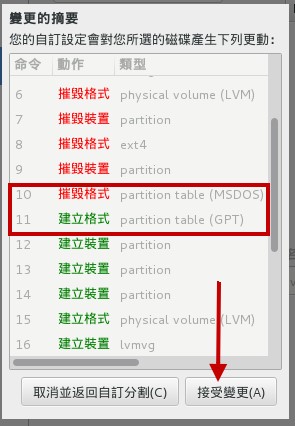 變更的摘要
您的自訂設定會對您所選的磁碟產生下列更動：
命令 動作 類型
6 摧毀格式 physical volume (LVM)
7 摧毀裝置 partition
8 摧毀格式 ext4
9 摧毀裝置 partition
10 摧毀格式 partition table (MSDOS)
11 建立格式 partition table (GPT)
12 建立裝置 partition
13 建立裝置 partition
14 建立裝置 partition
15 建立格式 physical volume (LVM)
16 建立裝置 lvmvg
取消並返回自訂分割(C) 接受變更(A)